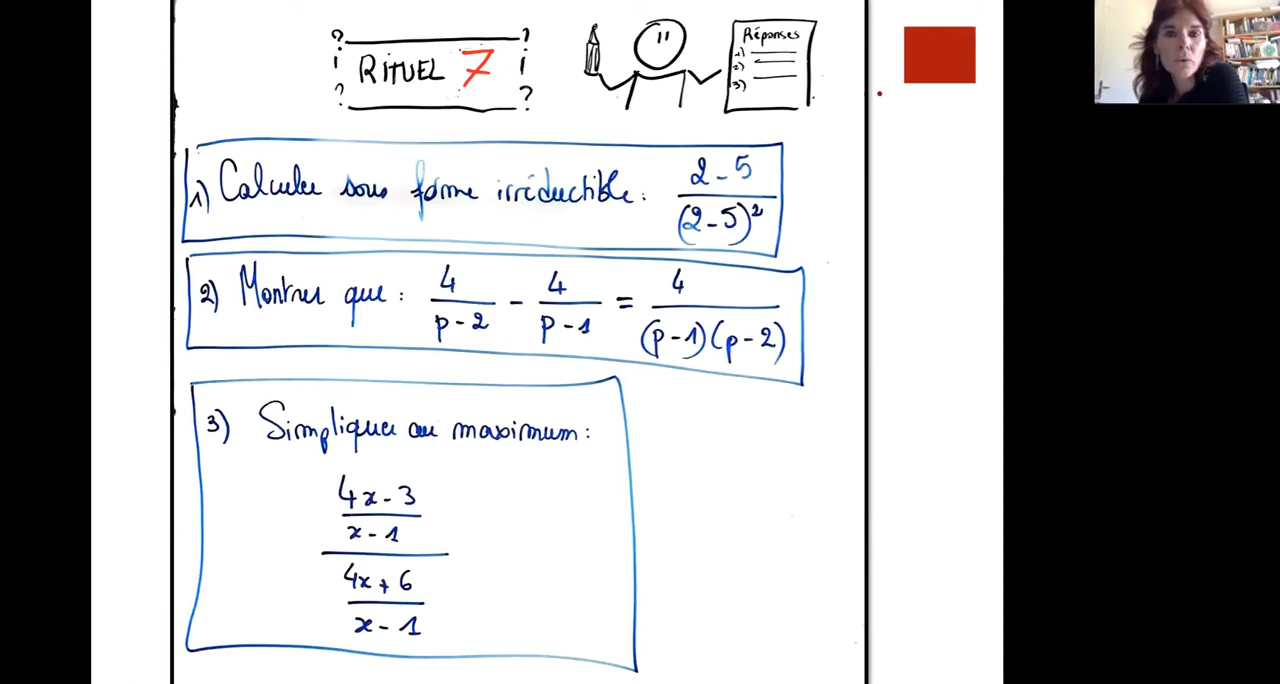 RITUEL 7
Réponses
1)
2)
3)
1) Calculer sous forme irréductible : (2 - 5) / (2 - 5)²
2) Montrer que : 4 / (p - 2) - 4 / (p - 1) = 4 / ((p - 1)(p - 2))
3) Simplifier au maximum :
4x - 3
x - 1
4x + 6
x - 1